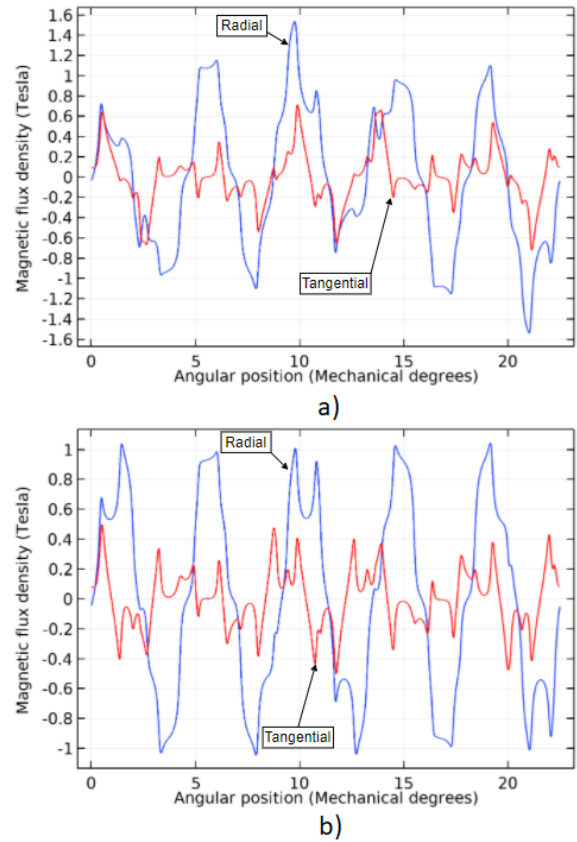 1.6
1.4
1.2
1
0.8
0.6
0.4
0.2
0
-0.2
-0.4
-0.6
-0.8
-1
-1.2
-1.4
-1.6
Magnetic flux density (Tesla)
Radial
Tangential
0 5 10 15 20
Angular position (Mechanical degrees)
a)
1
0.8
0.6
0.4
0.2
0
-0.2
-0.4
-0.6
-0.8
-1
Magnetic flux density (Tesla)
Radial
Tangential
0 5 10 15 20
Angular position (Mechanical degrees)
b)